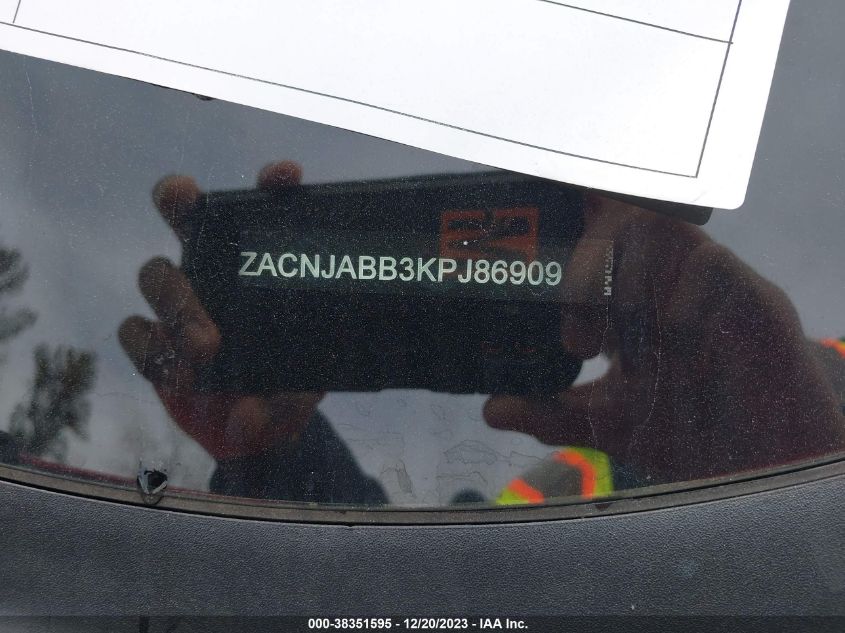 ZACNJABB3KPJ86909
000-38351595 - 12/20/2023 - IAA Inc.